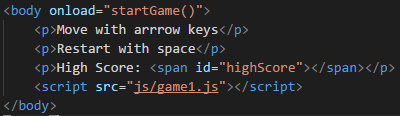 <body onload="startGame()">
<p>Move with arrrow keys</p>
<p>Restart with space</p>
<p>High Score: <span id="highScore"></span></p>
<script src="js/game1.js"></script>
</body>